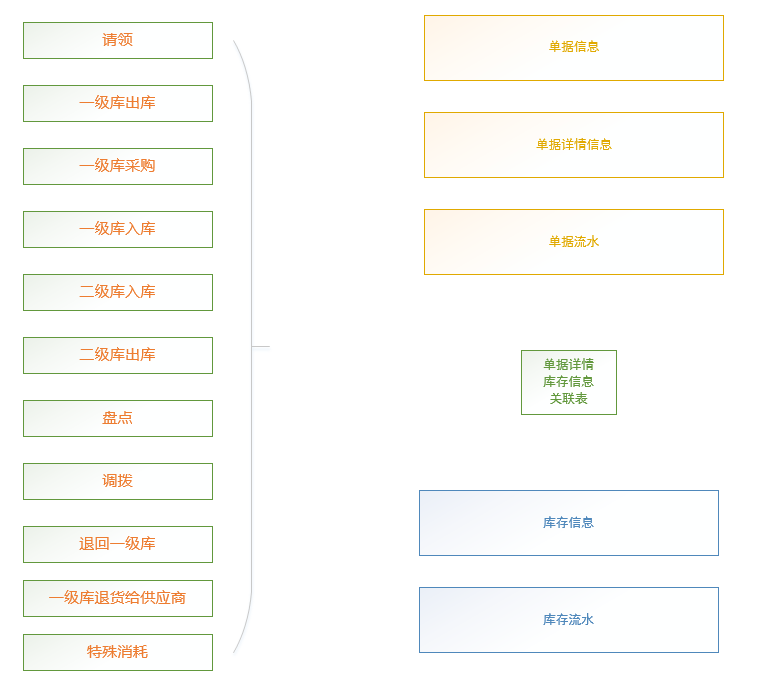 请领
一级库出库
一级库采购
一级库入库
二级库入库
二级库出库
盘点
调拨
退回一级库
一级库退货给供应商
特殊消耗
单据信息
单据详情信息
单据流水
单据详情
库存信息
关联表
库存信息
库存流水